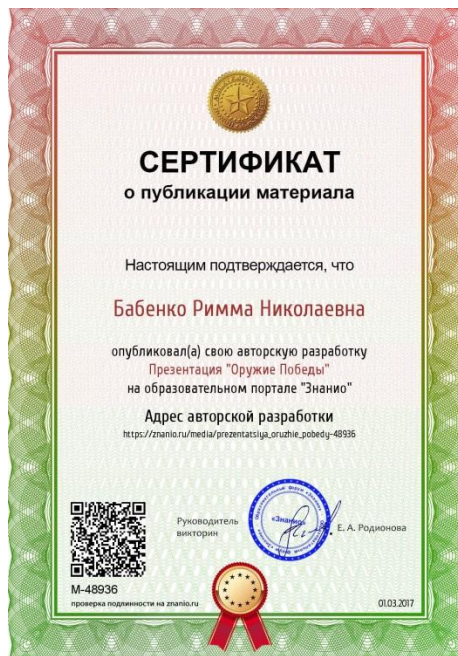 СЕРТИФИКАТ
о публикации материала
Настоящим подтверждается, что
Бабенко Римма Николаевна
опубликовал(а) свою авторскую разработку
Презентация "Оружие Победы"
на образовательном портале "Знанио"
Адрес авторской разработки
https://znanio.ru/media/prezentatsiya_oruzhie_pobedy-48936
Руководитель
викторин
«Знанио»
Е. А. Родионова
М-48936
проверка подлинности на znanio.ru
01.03.2017